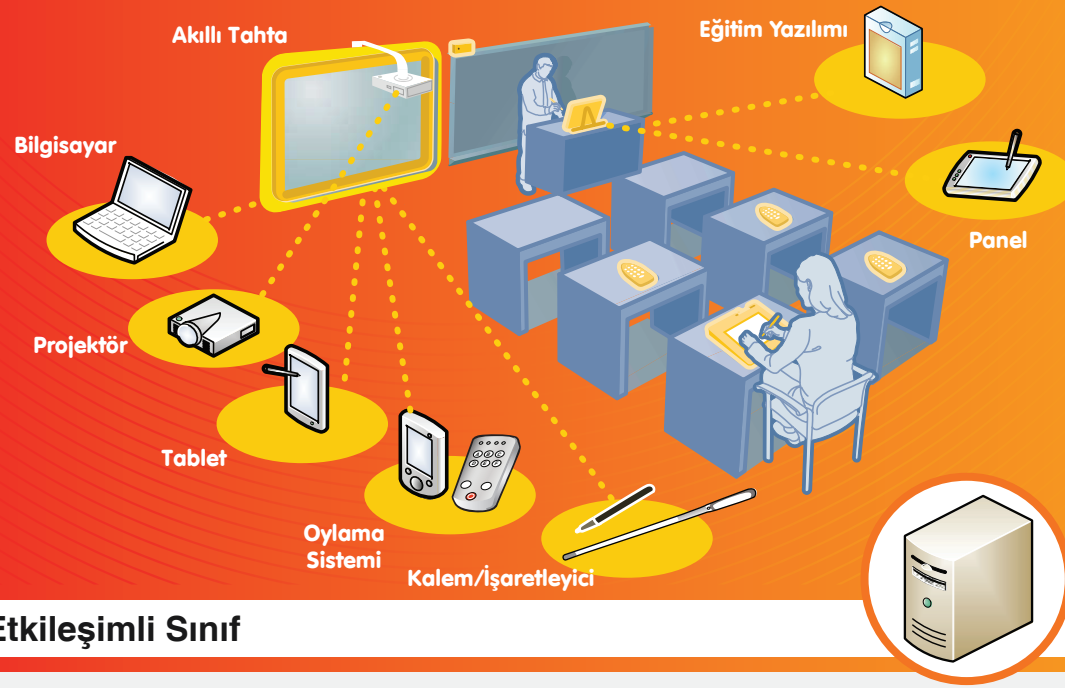 Akıllı Tahta
Eğitim Yazılımı
Bilgisayar
Panel
Projektör
Tablet
Oylama
Sistemi
Kalem/İşaretleyici
Etkileşimli Sınıf